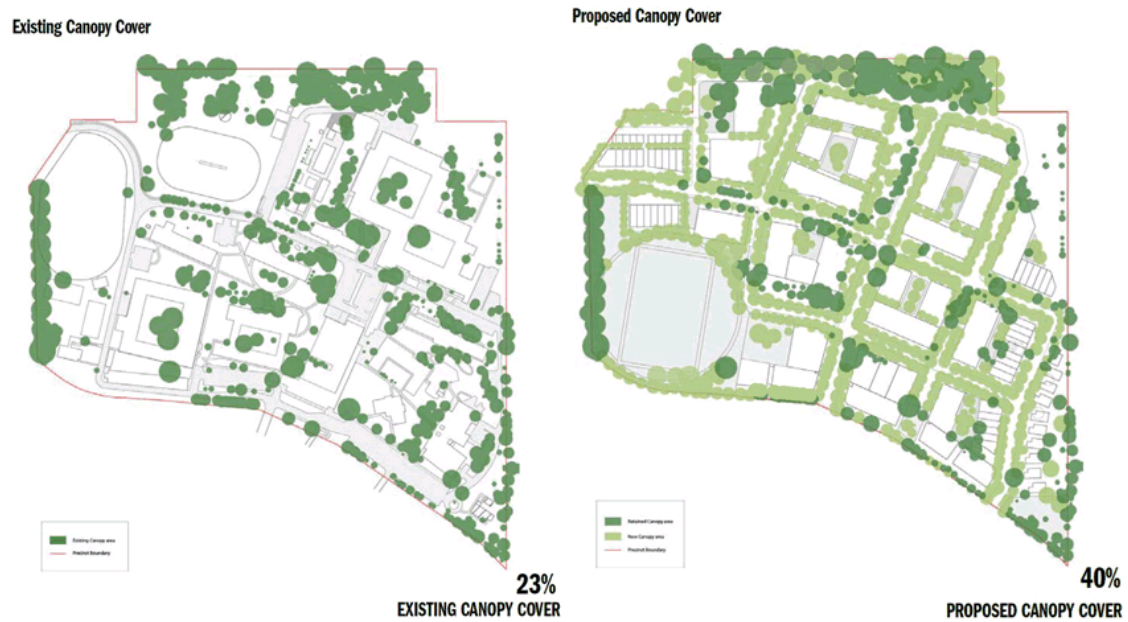 Existing Canopy Cover
Proposed Canopy Cover
Existing Canopy area
Precinct Boundary
Retained Canopy area
New Canopy area
Precinct Boundary
23%
EXISTING CANOPY COVER
40%
PROPOSED CANOPY COVER